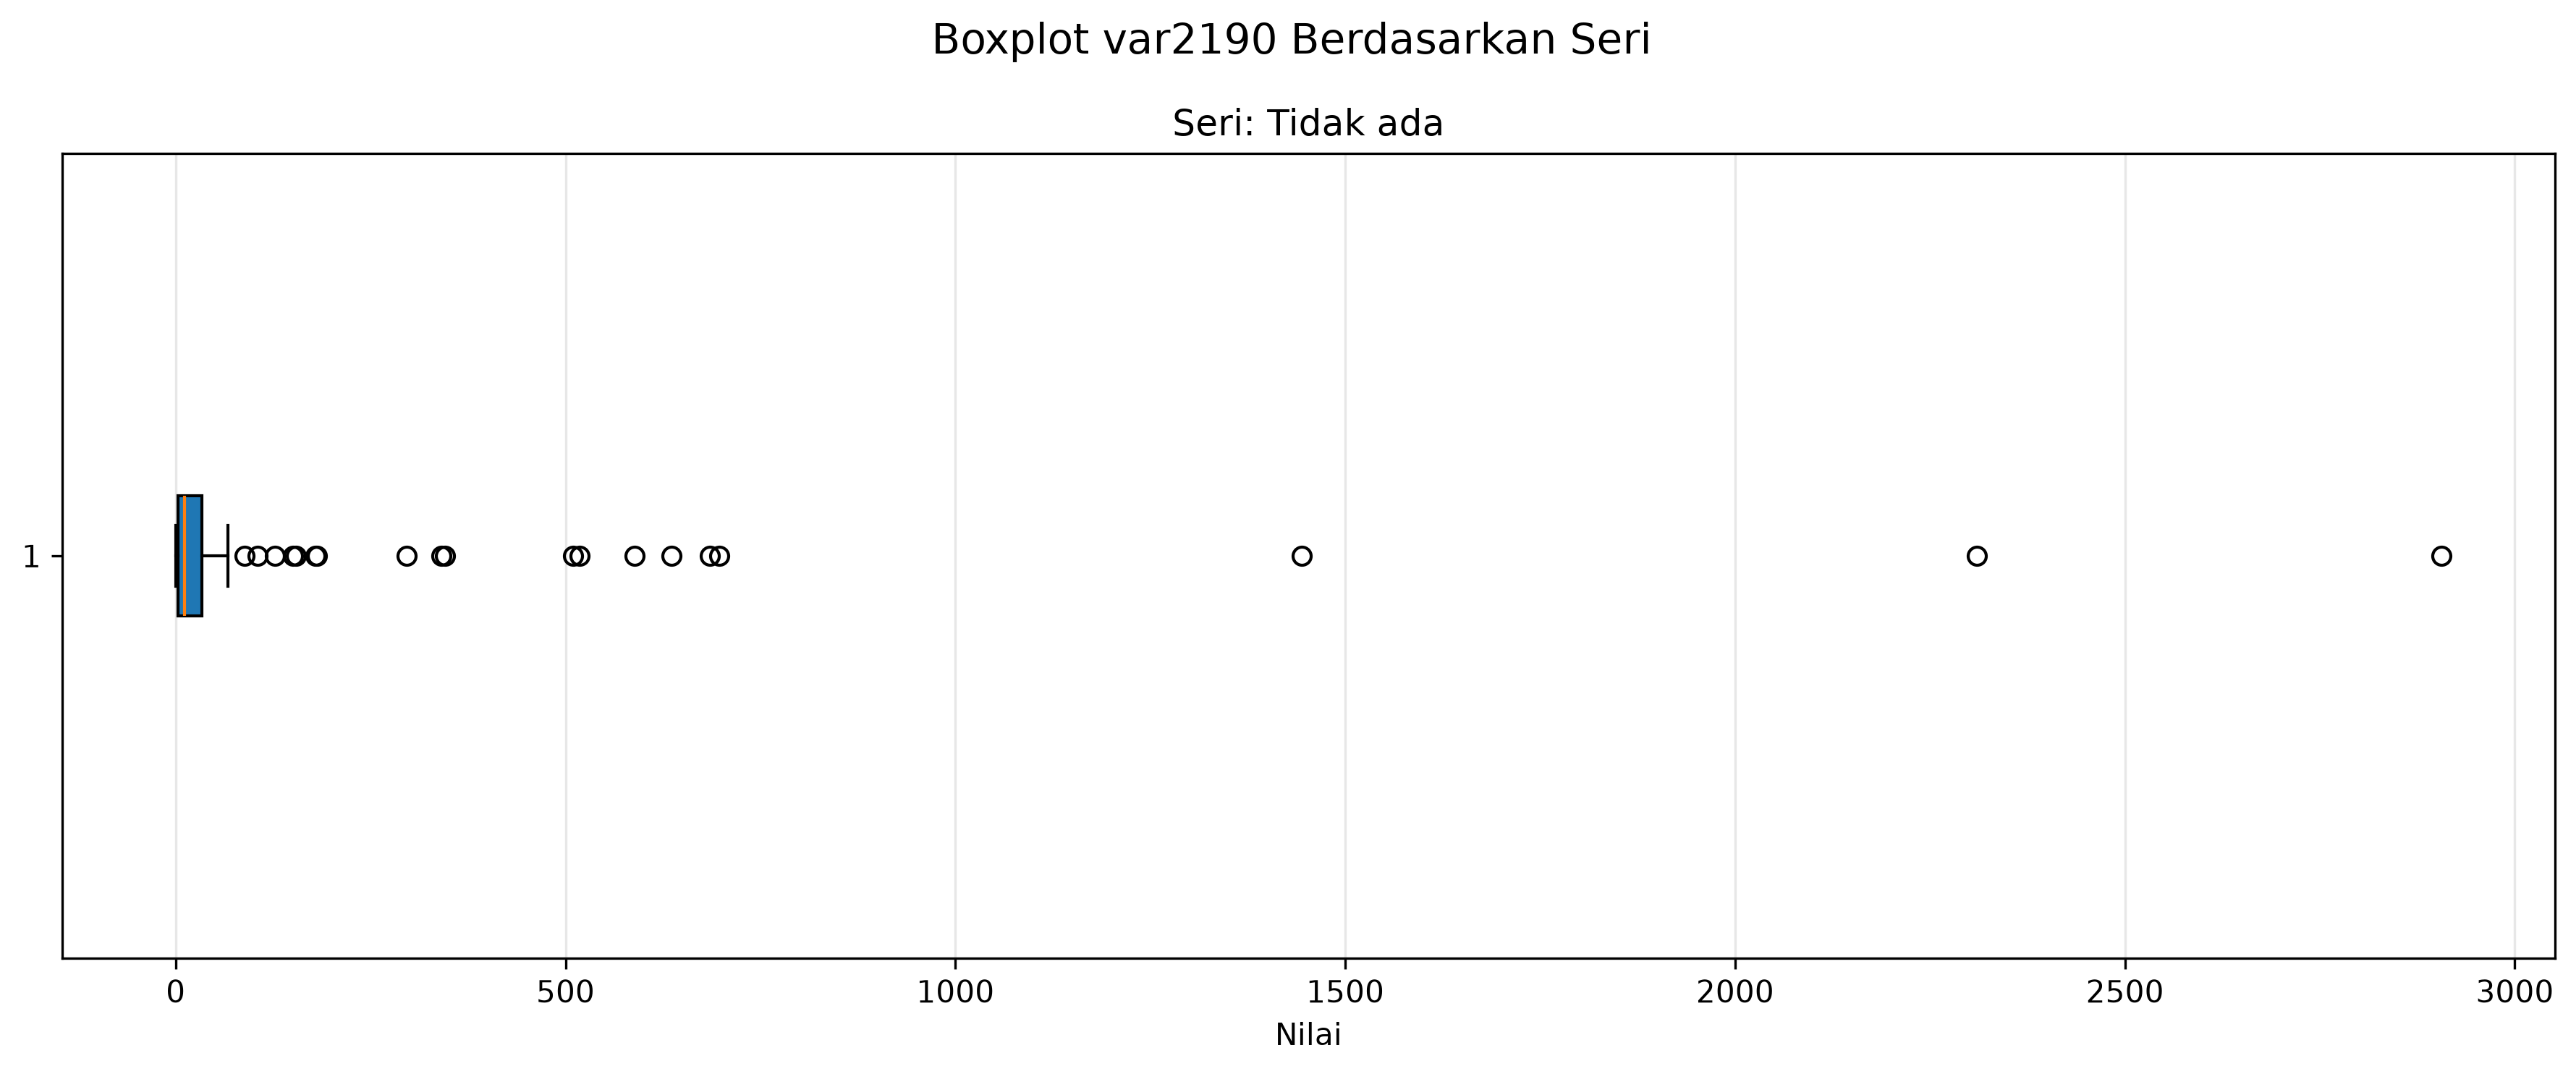 Boxplot var2190 Berdasarkan Seri
Seri: Tidak ada
1
0 500 1000 1500 2000 2500 3000
Nilai